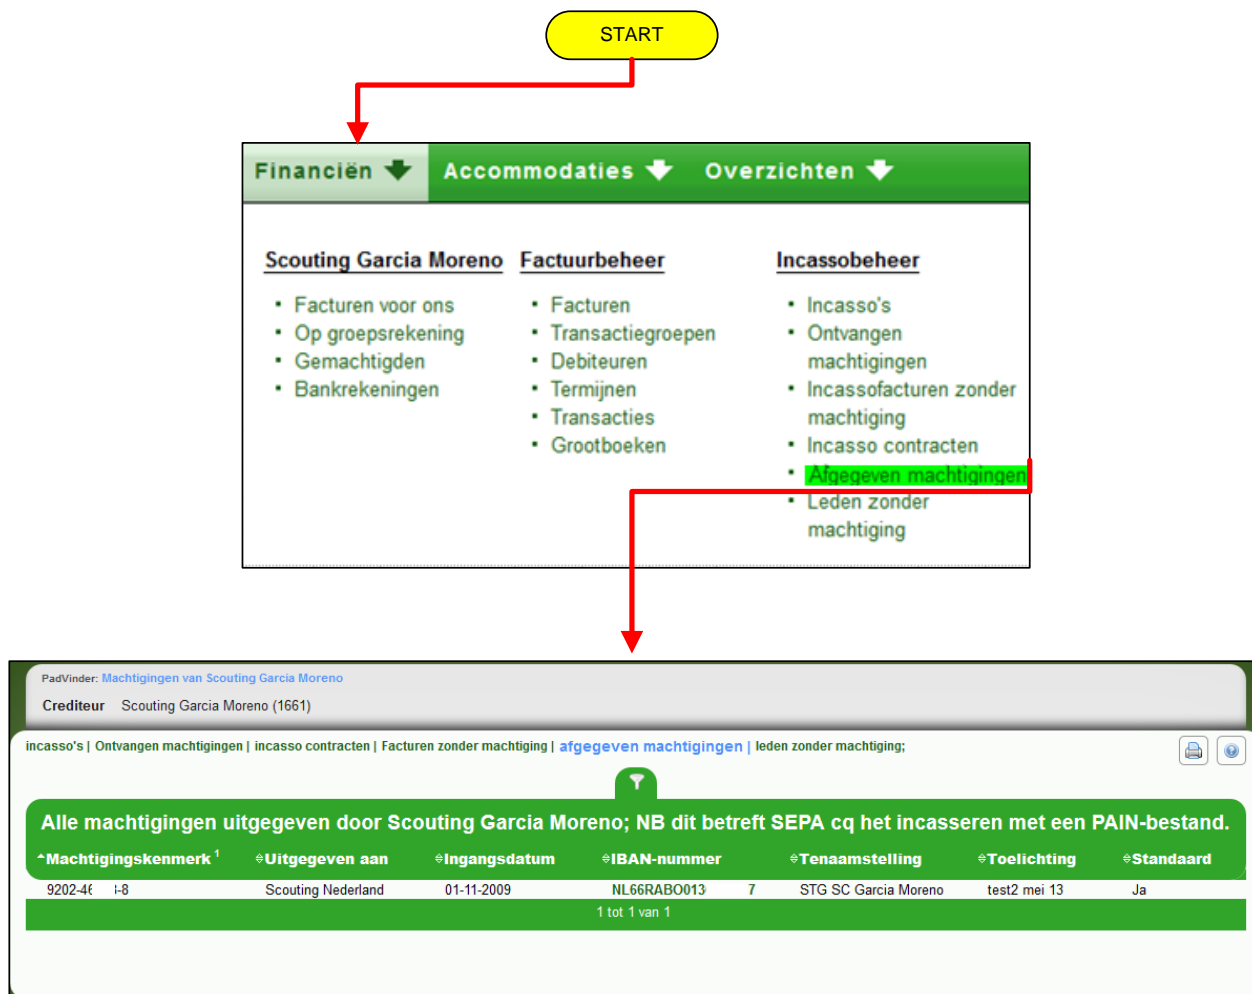 START
Financiën Accommodaties Overzichten
Scouting Garcia Moreno
Facturen voor ons
Op groepsrekening
Gemachtigden
Bankrekeningen
Factuurbeheer
Facturen
Transactiegroepen
Debiteuren
Termijnen
Transacties
Grootboeken
Incassobeheer
Incasso's
Ontvangen
machtigingen
Incassofacturen zonder
machtiging
Incasso contracten
Afgegeven machtigingen
Leden zonder
machtiging
PadVinder: Machtigingen van Scouting Garcia Moreno
Crediteur Scouting Garcia Moreno (1661)
incasso's | Ontvangen machtigingen | incasso contracten | Facturen zonder machtiging | afgegeven machtigingen | leden zonder machtiging;
Alle machtigingen uitgegeven door Scouting Garcia Moreno; NB dit betreft SEPA cq het incasseren met een PAIN-bestand.
Machtigingskenmerk 1 Uitgegeven aan Ingangsdatum IBAN-nummer Tenaamstelling Toelichting Standaard
9202-46 -8 Scouting Nederland 01-11-2009 NL66RABO013 7 STG SC Garcia Moreno test2 mei 13 Ja
1 tot 1 van 1